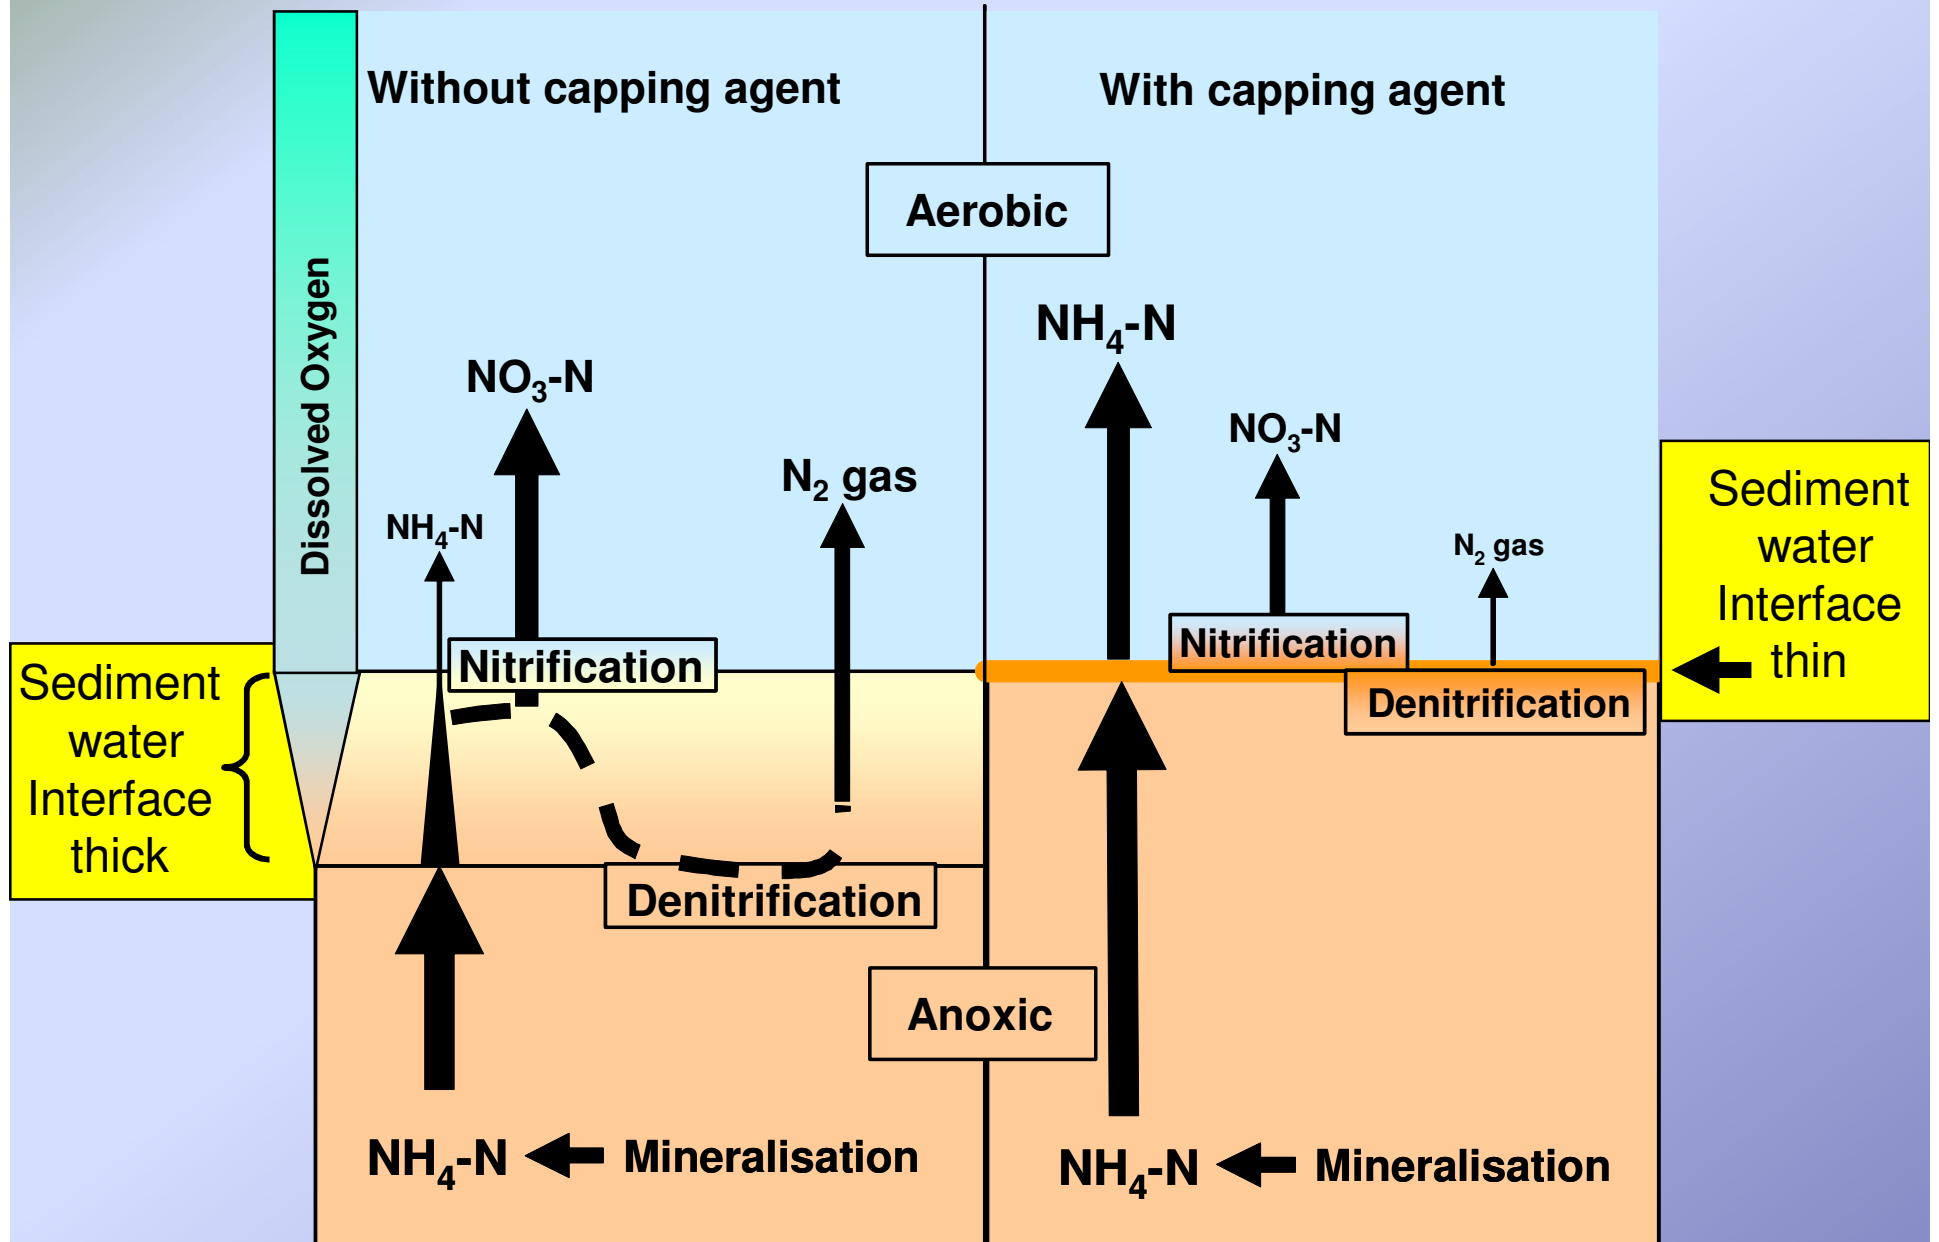 Without capping agent
With capping agent
Aerobic
Dissolved Oxygen
NH₄-N
NO₃-N
NO₃-N
N₂ gas
NH₄-N
N₂ gas
Sediment
water
Interface
thin
Nitrification
Nitrification
Denitrification
Sediment
water
Interface
thick
Denitrification
Anoxic
NH₄-N
Mineralisation
NH₄-N
Mineralisation